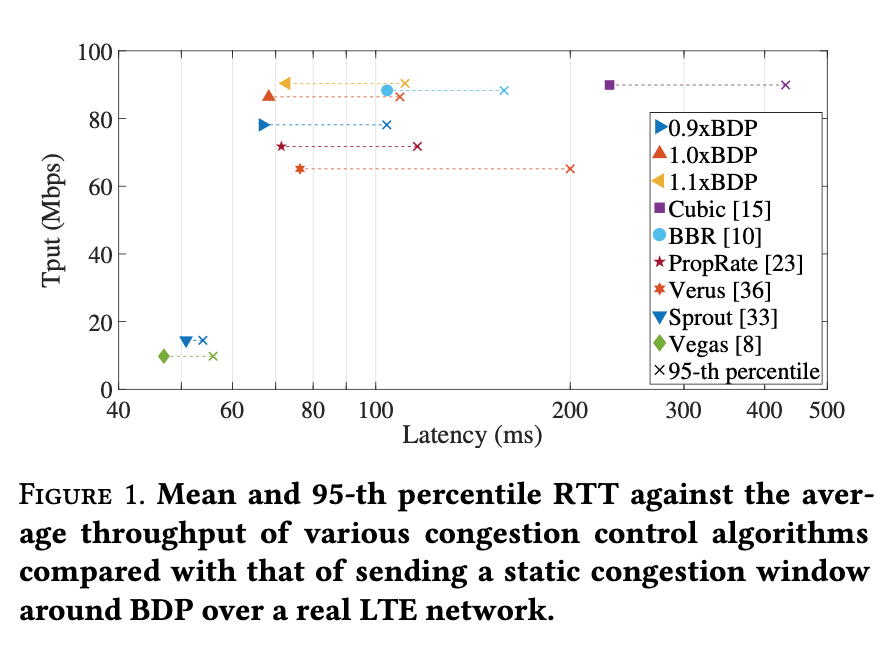 100
80
60
40
20
0
Tput (Mbps)
40
60
80
100
200
300
400
500
Latency (ms)
0.9xBDP
1.0xBDP
1.1xBDP
Cubic [15]
BBR [10]
PropRate [23]
Verus [36]
Sprout [33]
Vegas [8]
95-th percentile
FIGURE 1. Mean and 95-th percentile RTT against the aver-
age throughput of various congestion control algorithms
compared with that of sending a static congestion window
around BDP over a real LTE network.